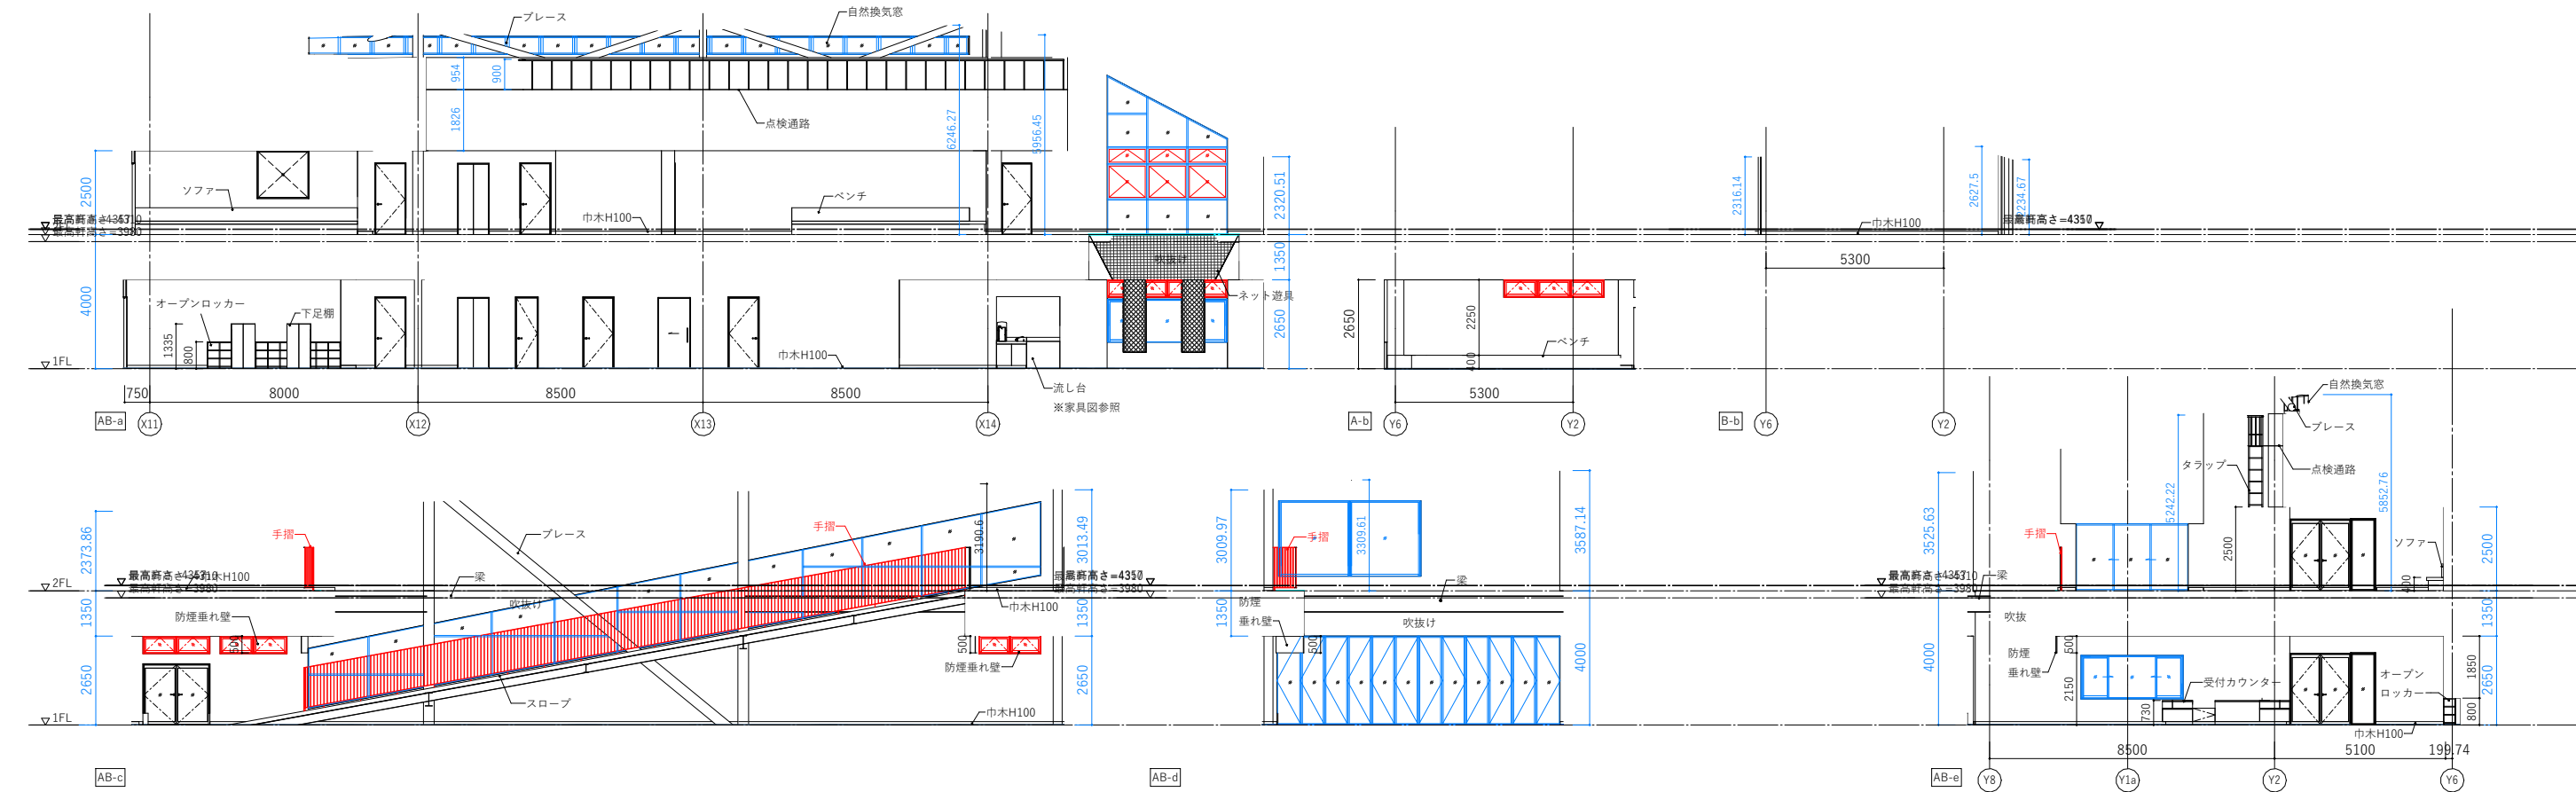 ブレース
自然換気窓
954
900
1826
点検通路
6246.27
5956.45
2500
ソファ
ベンチ
巾木H100
最高軒高さ=3980
4000
オープンロッカー
下足棚
1335
800
1FL
巾木H100
流し台
※家具図参照
750
8000
8500
8500
AB-a
X11
X12
X13
X14
2320.51
1350
2650
吹抜け
ネット遊具
2650
2250
400
ベンチ
5300
A-b
Y6
Y2
2316.14
2627.5
2234.67
巾木H100
5300
B-b
Y6
Y2
2373.86
手摺
2FL
最高軒高さ=3980
1350
防煙垂れ壁
500
2650
1FL
ブレース
梁
吹抜け
手摺
スロープ
3190.6
3013.49
最高軒高さ=3980
巾木H100
1350
500
防煙垂れ壁
2650
巾木H100
AB-c
3009.97
手摺
3309.61
3587.14
1350
防煙
垂れ壁
500
梁
吹抜け
4000
AB-d
自然換気窓
ブレース
点検通路
タラップ
5242.22
5852.76
3525.63
手摺
2500
ソファ
400
2500
最高軒高さ=3980
梁
吹抜
1350
防煙
垂れ壁
500
4000
2150
730
受付カウンター
オープン
ロッカー
1850
800
2650
巾木H100
8500
5100
199.74
AB-e
Y8
Y1a
Y2
Y6